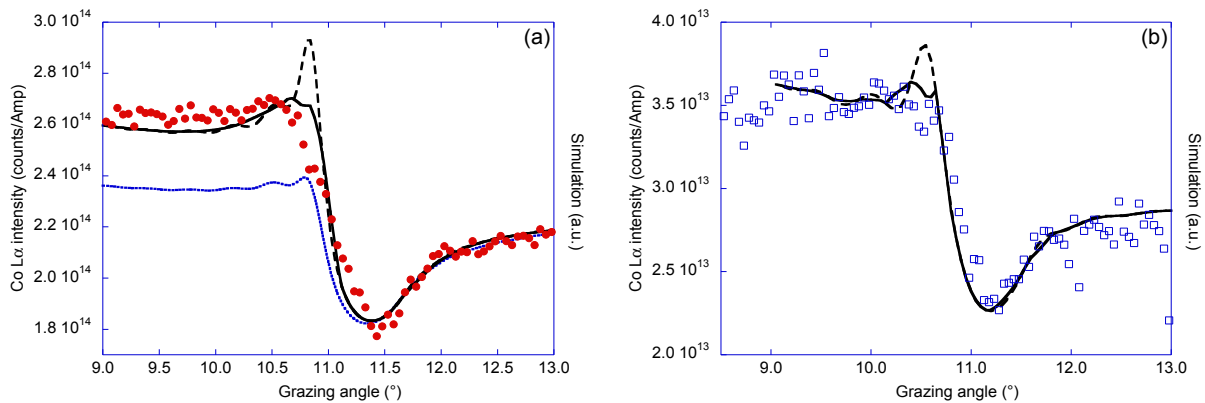 (a)
Co Lα intensity (counts/Amp)
3.0 10^14
2.8 10^14
2.6 10^14
2.4 10^14
2.2 10^14
2.0 10^14
1.8 10^14
Simulation (a.u.)
9.0 9.5 10.0 10.5 11.0 11.5 12.0 12.5 13.0
Grazing angle (°)
(b)
Co Lα intensity (counts/Amp)
4.0 10^13
3.5 10^13
3.0 10^13
2.5 10^13
2.0 10^13
Simulation (a.u.)
9.0 10.0 11.0 12.0 13.0
Grazing angle (°)